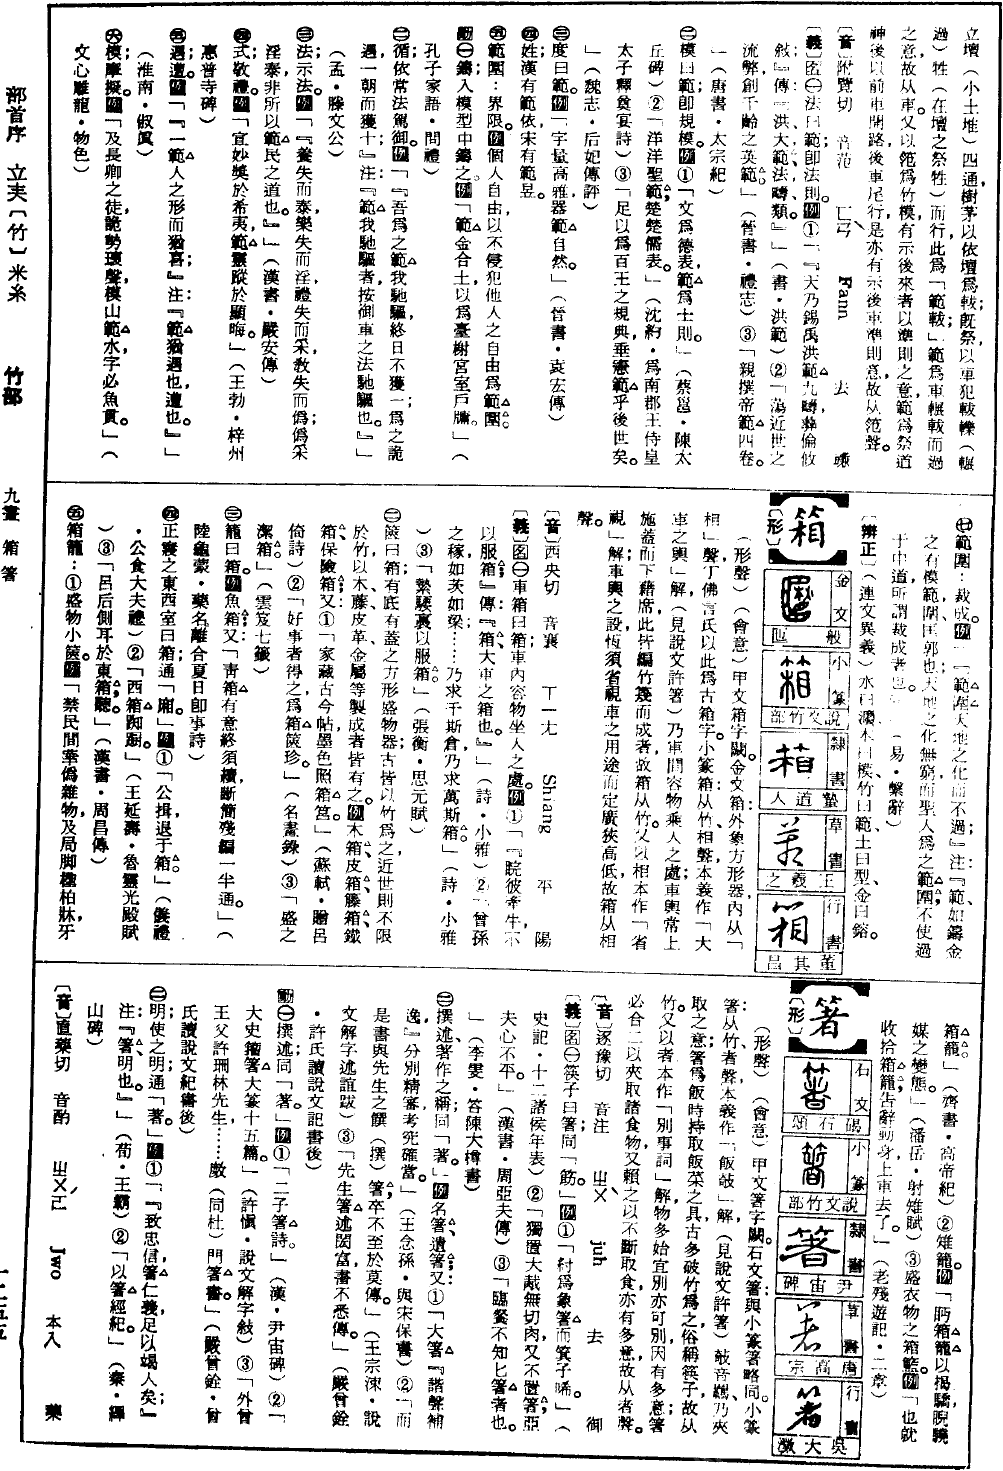 立壇（小土堆）四通，樹茅以依壇爲軷；旣祭，以車犯軷轢（輾
過）牲（在壇之祭牲）而行，此爲「範軷」範爲車輾軷而過
之意，故从車。又以笵爲竹模，有示後來者以準則之意，範爲祭道
神後以前車開路後車尾行，是亦有示後車準則意，故从笵聲。
〔音〕附覽切　音范　ㄈㄢˋ　Fann　去　豏
〔義〕名㊀法曰範，卽法則。例①「『天乃錫禹洪範九疇，彝倫攸
敍。』傳『洪，大；範，法；疇，類。』」（書・洪範）②「蕩近世之
流弊，創千齡之英範。」（晉書・禮志）③「親撰帝範四卷。
」（唐書・太宗紀）
㊁模曰範，卽規模。例①「文爲德表，範爲士則。」（蔡邕・陳太
丘碑）②「洋洋聖範，楚楚儒表。」（沈約・爲南郡王侍皇
太子釋奠宴詩）③「足以爲百王之規典，垂憲範乎後世矣。
」（魏志・后妃傳評）
㊂度曰範。例「宇量高雅，器範自然。」（晉書・袁宏傳）
㊃姓：漢有範依，宋有範昱。
㊄範圍：界限。例個人自由，以不侵犯他人之自由爲範圍。
動㊀鑄入模型中鑄之。例「範金合土，以爲臺榭宮室戶牖。」（
孔子家語・問禮）
㊁循依常法駕御。例「『吾爲之範我馳驅，終日不獲一；爲之詭
遇，一朝而獲十。』注：『範我馳驅者，按御車之法馳驅也。』」
（孟・滕文公）
㊂法示法。例「『養失而泰，樂失而淫，禮失而采，教失而僞；僞采
淫泰，非所以範民之道也。』」（漢書・嚴安傳）
㊃式敬禮。例「宜妙奬於希夷，範靈蹤於顯晦。」（王勃・梓州
惠普寺碑）
㊄遇遭。例「『一範人之形而猶喜。』注：『範猶遇也，遭也。』」
（淮南・俶眞）
㊅模摩擬。例「及長卿之徒，詭勢瓌聲，模山範水，字必魚貫。」（
文心雕龍・物色）
部首序　立夫〔竹〕米糸　竹部　九畫　箱箸　一二五五
㊆範圍：裁成。例「『範圍天地之化而不過』注：『範，如鑄金
之有模範；圍，匡郭也。天地之化無窮，而聖人爲之範圍，不使過
于中道，所謂裁成者也。』」（易・繫辭）
〔辨正〕（連文異義）水曰灋，木曰模，竹曰範，土曰型，金曰鎔。
箱
〔形〕
金文　殷匜
小篆　說文竹部
隸書　蟄道人
草書　王羲之
行書　董其昌
（形聲）（會意）甲文箱字闕。金文箱：外象方形器，內从「
相」聲，丁佛言氏以此爲古箱字。小篆箱：从竹、相聲，本義作「大
車之輿」解（見說文許箸）乃車間容物乘人之處，車輿常上
施蓋而下藉席，此皆編竹篾而成者，故箱从竹。又以相本作「省
視」解，車輿之設，恆須省視車之用途而定廣狹高低，故箱从相
聲。
〔音〕西央切　音襄　ㄒㄧㄤ　Shiang　平　陽
〔義〕名㊀車箱曰箱，車內容物坐人之處。例①「『睆彼牽牛，不
以服箱。』傳『箱，大車之箱也。』」（詩・小雅）②「曾孫
之稼，如茨如梁……乃求千斯倉，乃求萬斯箱。」（詩・小雅
）③「繫騕褭以服箱。」（張衡・思元賦）
㊁篋曰箱，有底有蓋之方形盛物器，古皆以竹爲之；近世則不限
於竹，以木、藤、皮革、金屬等製成者皆有之。例木箱、皮箱、籐箱、鐵
箱、保險箱；又：①「家藏古今帖，墨色照箱筥。」（蘇軾・贈呂
倚詩）②「好事者得之，爲箱篋珍。」（名畫錄）③「盛之
潔箱。」（雲笈七籤）
㊂籠曰箱。例魚箱；又：「靑箱有意終須續，斷簡殘編一半通。」（
陸龜蒙・藥名離合夏日卽事詩）
㊃正寢之東西室曰箱，通「廂」。例①「公揖退于箱。」（儀禮
・公食大夫禮）②「西箱踟躕。」（王延壽・魯靈光殿賦
）③「呂后側耳於東箱聽。」（漢書・周昌傳）
㊄箱籠：①盛物小篋。例「禁民間華僞雜物，及局脚檉柏牀、牙
箱籠。」（齊書・高帝紀）②雉籠。例「眄箱籠以揭驕，睨驍
媒之變態。」（潘岳・射雉賦）③盛衣物之箱籃。例「也就
收拾箱籠，告辭動身上車去了。」（老殘遊記・二章）
箸
〔形〕
石文　碣石頌
小篆　說文竹部
隸書　尹宙碑
草書　唐高宗
行書　吳大澂
（形聲）（會意）甲文箸字闕。石文箸：與小篆箸略同。小篆
箸：从竹、者聲，本義作「飯攲」解（見說文許箸）攲音羈，乃夾
取之意；箸爲飯時持取飯菜之具，古多破竹爲之，俗稱筷子，故从
竹。又以者本作「別事詞」解，物多始宜別亦可別，因有多意；箸
必合二以夾取諸食物，又賴之以不斷取食，亦有多意，故从者聲。
〔音〕遲豫切　音注　ㄓㄨˋ　juh　去　御
〔義〕名㊀筷子曰箸，同「筯」。例①「紂爲象箸而箕子唏。」（
史記・十二諸侯年表）②「獨置大胾，無切肉，又不置箸，亞
夫心不平。」（漢書・周亞夫傳）③「臨餐不知匕箸者也。
」（李雯・答陳大樽書）
㊁撰述、著作之稱，同「著」。例名箸、遺箸；又：①「大箸『諧聲補
逸』，分別精審，考究確當。」（王念孫・與宋保書）②「而
是書與先生之饌（撰）箸，卒不至於莫傳。」（王宗涑・說
文解字述誼跋）③「先生箸述閎富，書不悉傳。」（嚴曾銓
・許氏讀說文記書後）
動㊀撰述，同「著」。例①「二子箸詩。」（漢・尹宙碑）②「
大史籀箸大篆十五篇。」（許愼・說文解字敍）③「外曾
王父許珊林先生……斁（同杜）門箸書。」（嚴曾銓・曾
氏讀說文紀書後）
㊁明使之明，通「著」。例①「『致忠信，箸仁義，足以竭人矣。』
注：『箸，明也。』」（荀・王霸）②「以箸經紀。」（秦・繹
山碑）
〔音〕直藥切　音酌　ㄓㄨㄛˊ　Jwo　本入　藥